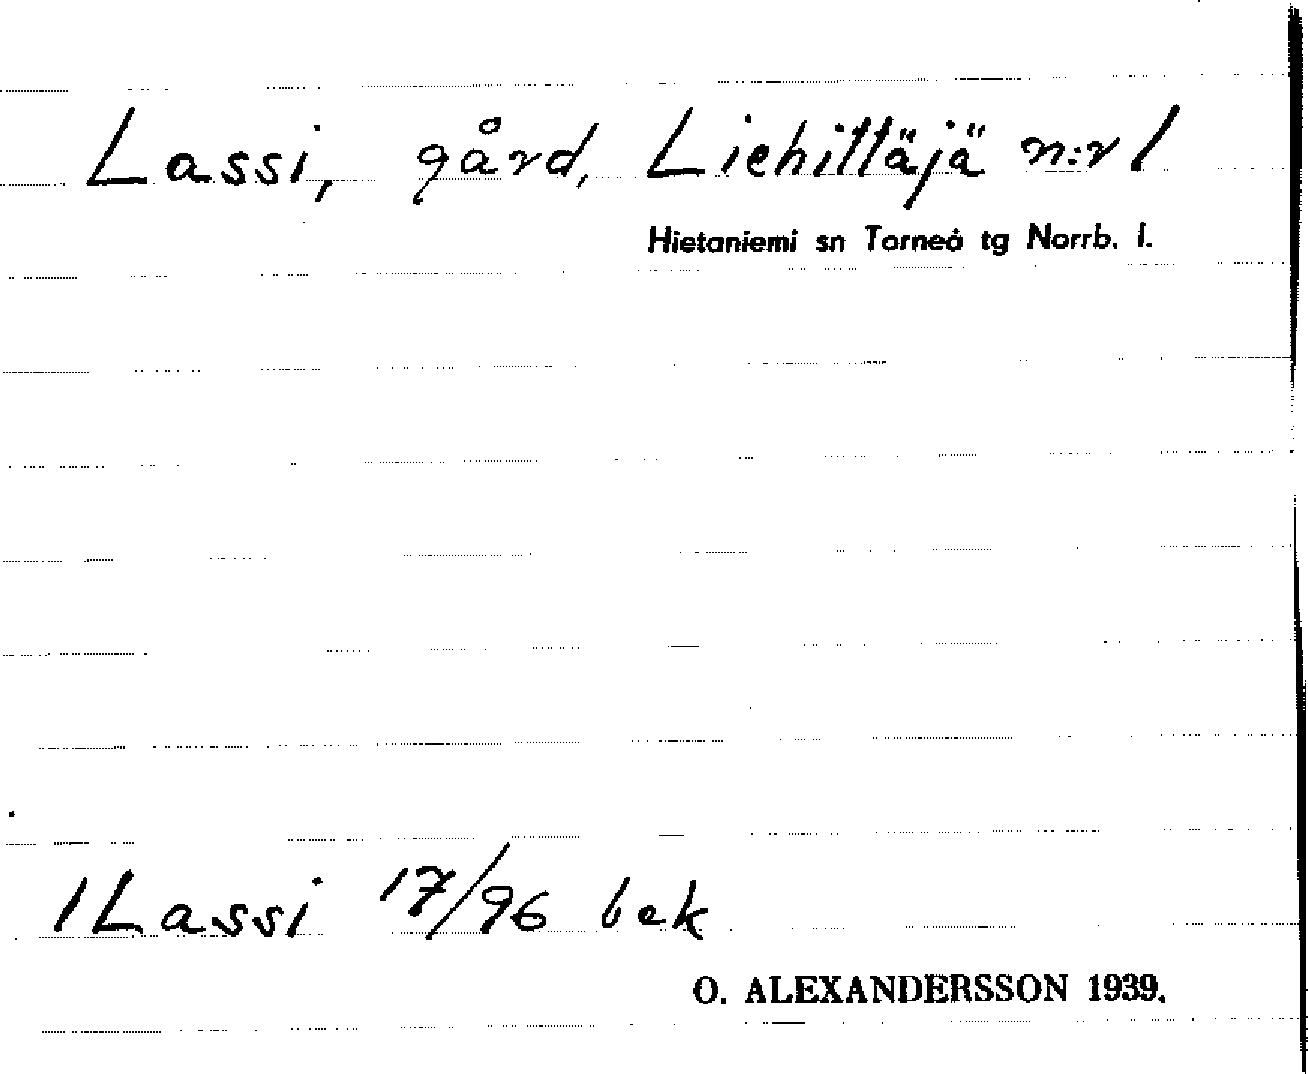 Lassi, gård, Liehittäjä n:r 1
Hietaniemi sn Torneå tg Norrb. l.
1 Lassi 17/96 bek
O. ALEXANDERSSON 1939.